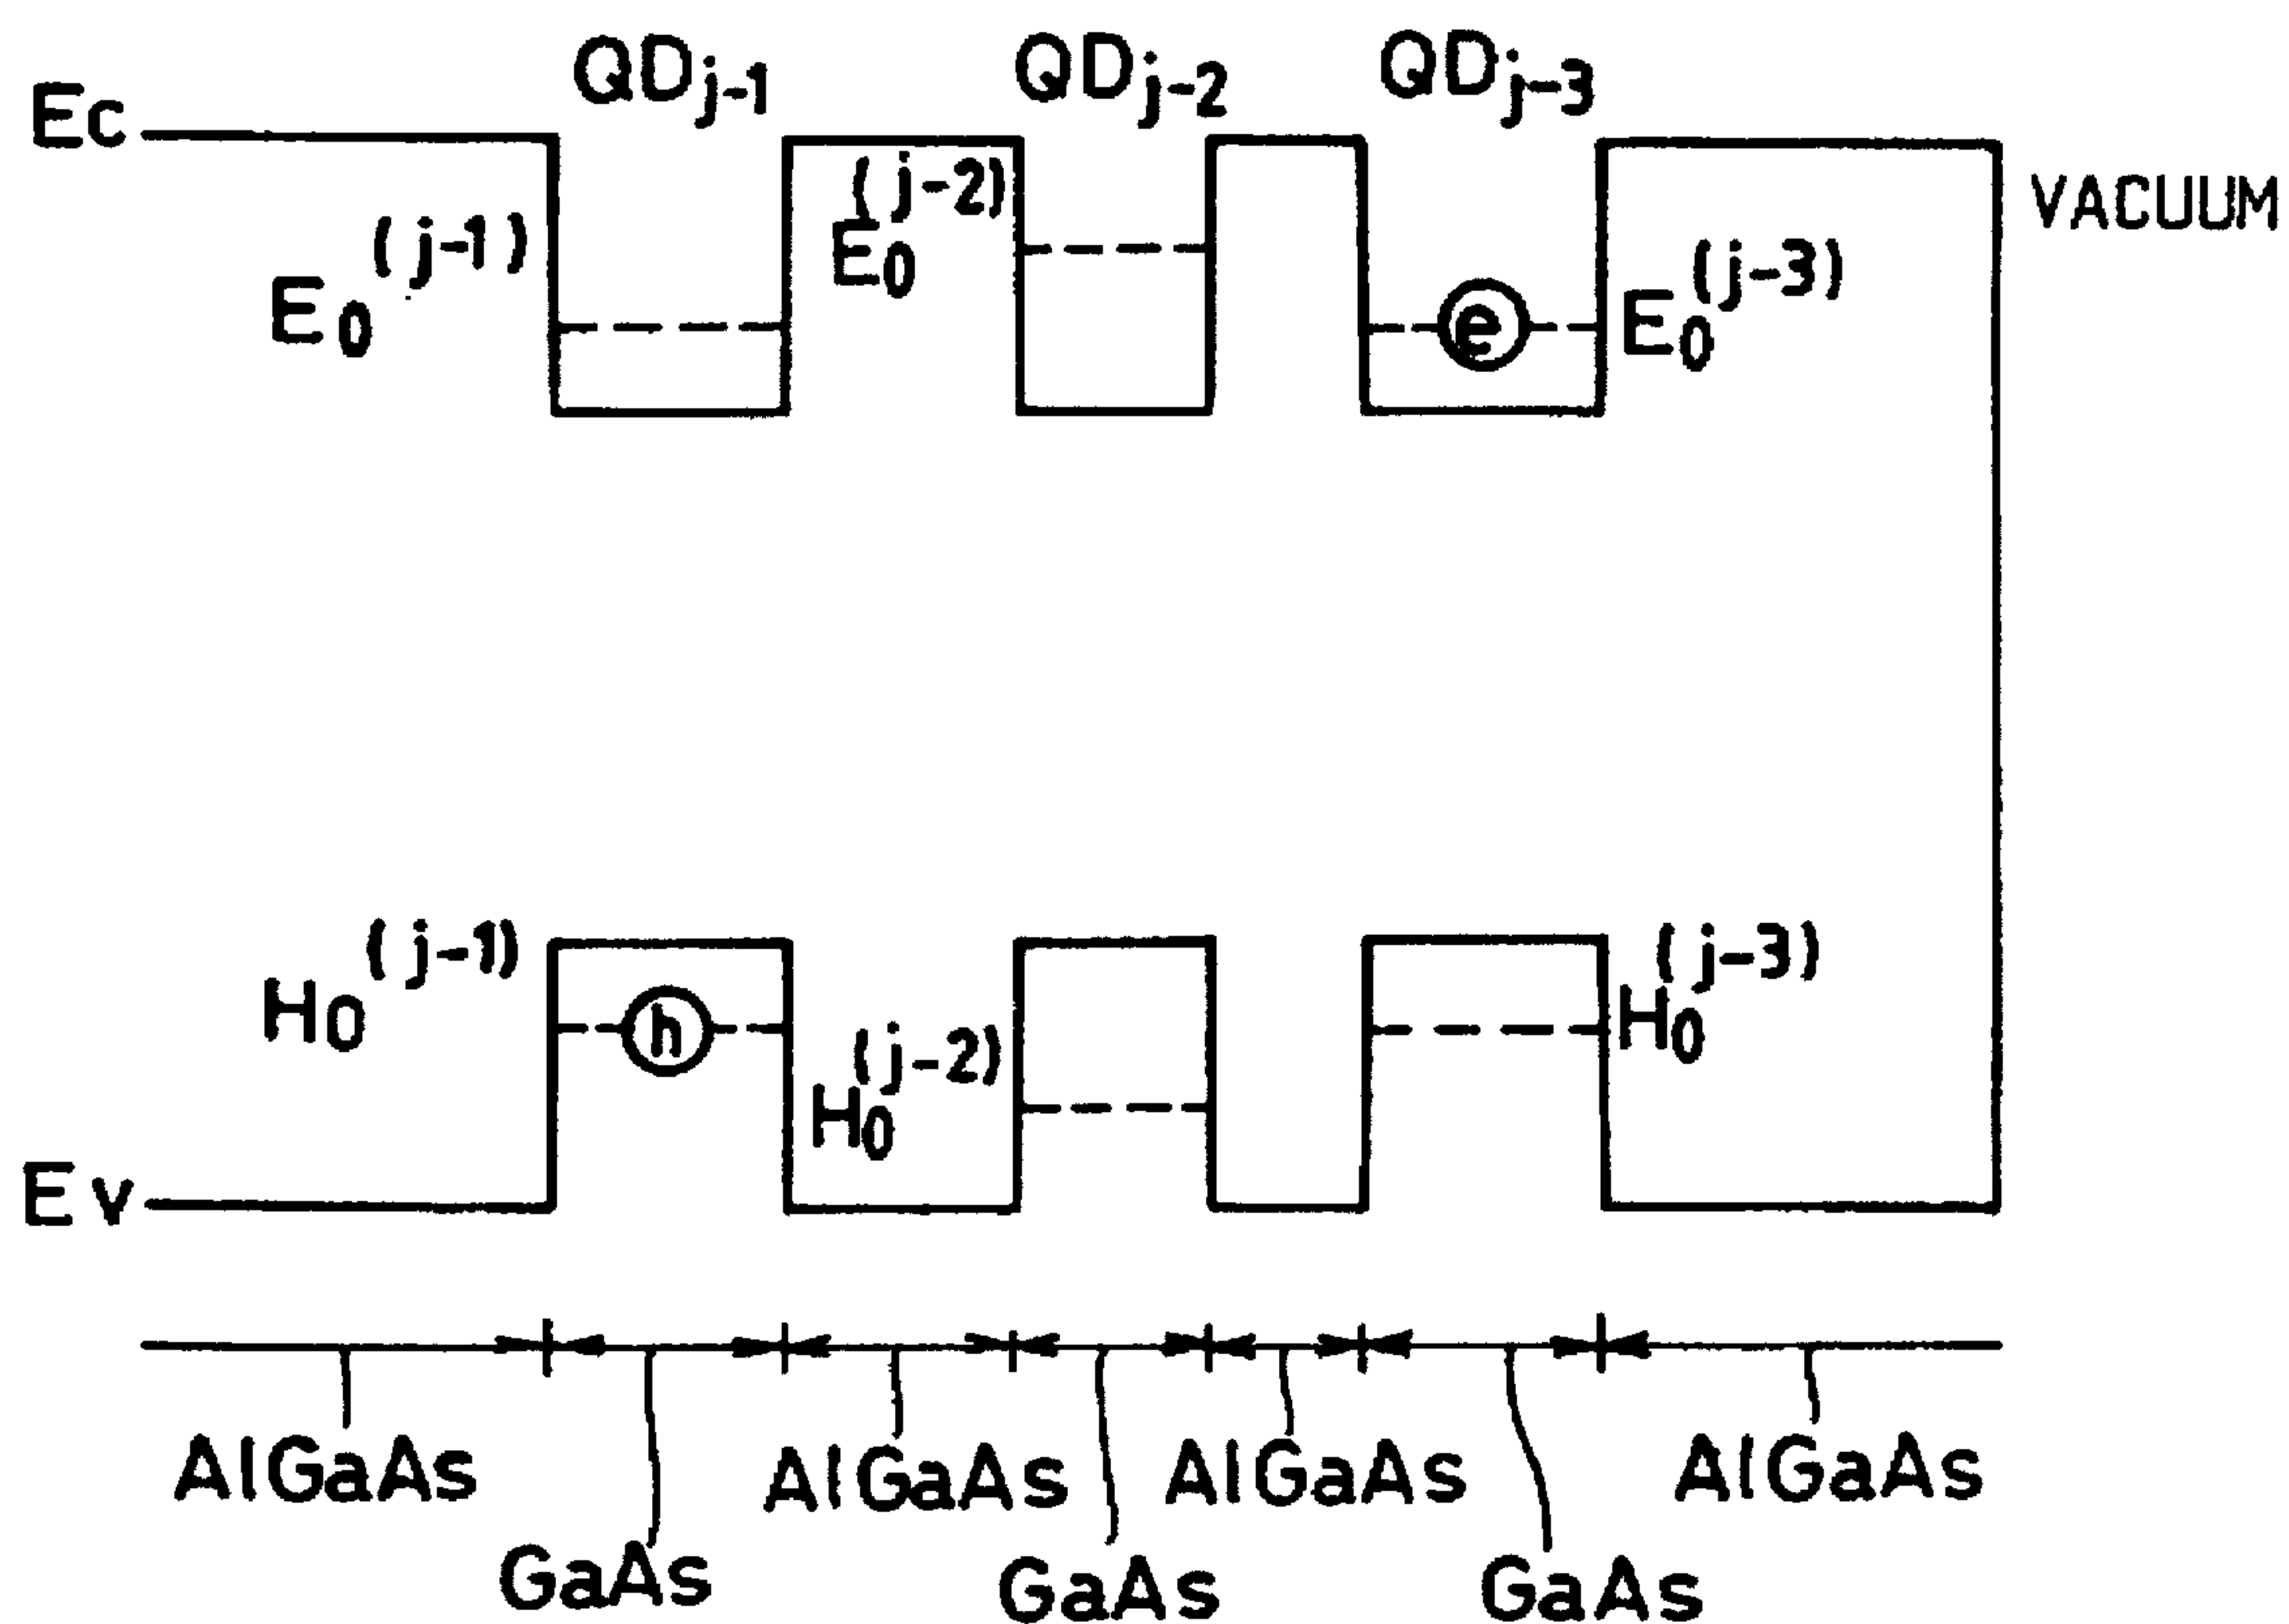 QDj-1 QDj-2 QDj-3
Ec
VACUUM
E0(j-1) E0(j-2) e E0(j-3)
H0(j-1) h H0(j-2) H0(j-3)
Ev
AlGaAs AlGaAs AlGaAs AlGaAs
GaAs GaAs GaAs